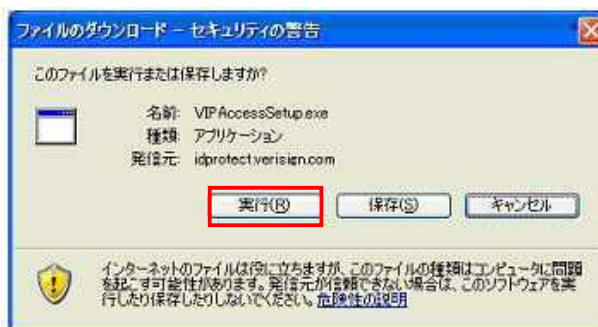 ファイルのダウンロード - セキュリティの警告
このファイルを実行または保存しますか?
名前: VIPAccessSetup.exe
種類: アプリケーション
発信元: idprotect.verisign.com
実行(R) 保存(S) キャンセル
インターネットのファイルは役に立ちますが、このファイルの種類はコンピュータに問題
を起こす可能性があります。発信元が信頼できない場合は、このソフトウェアを実
行したり保存したりしないでください。危険性の説明